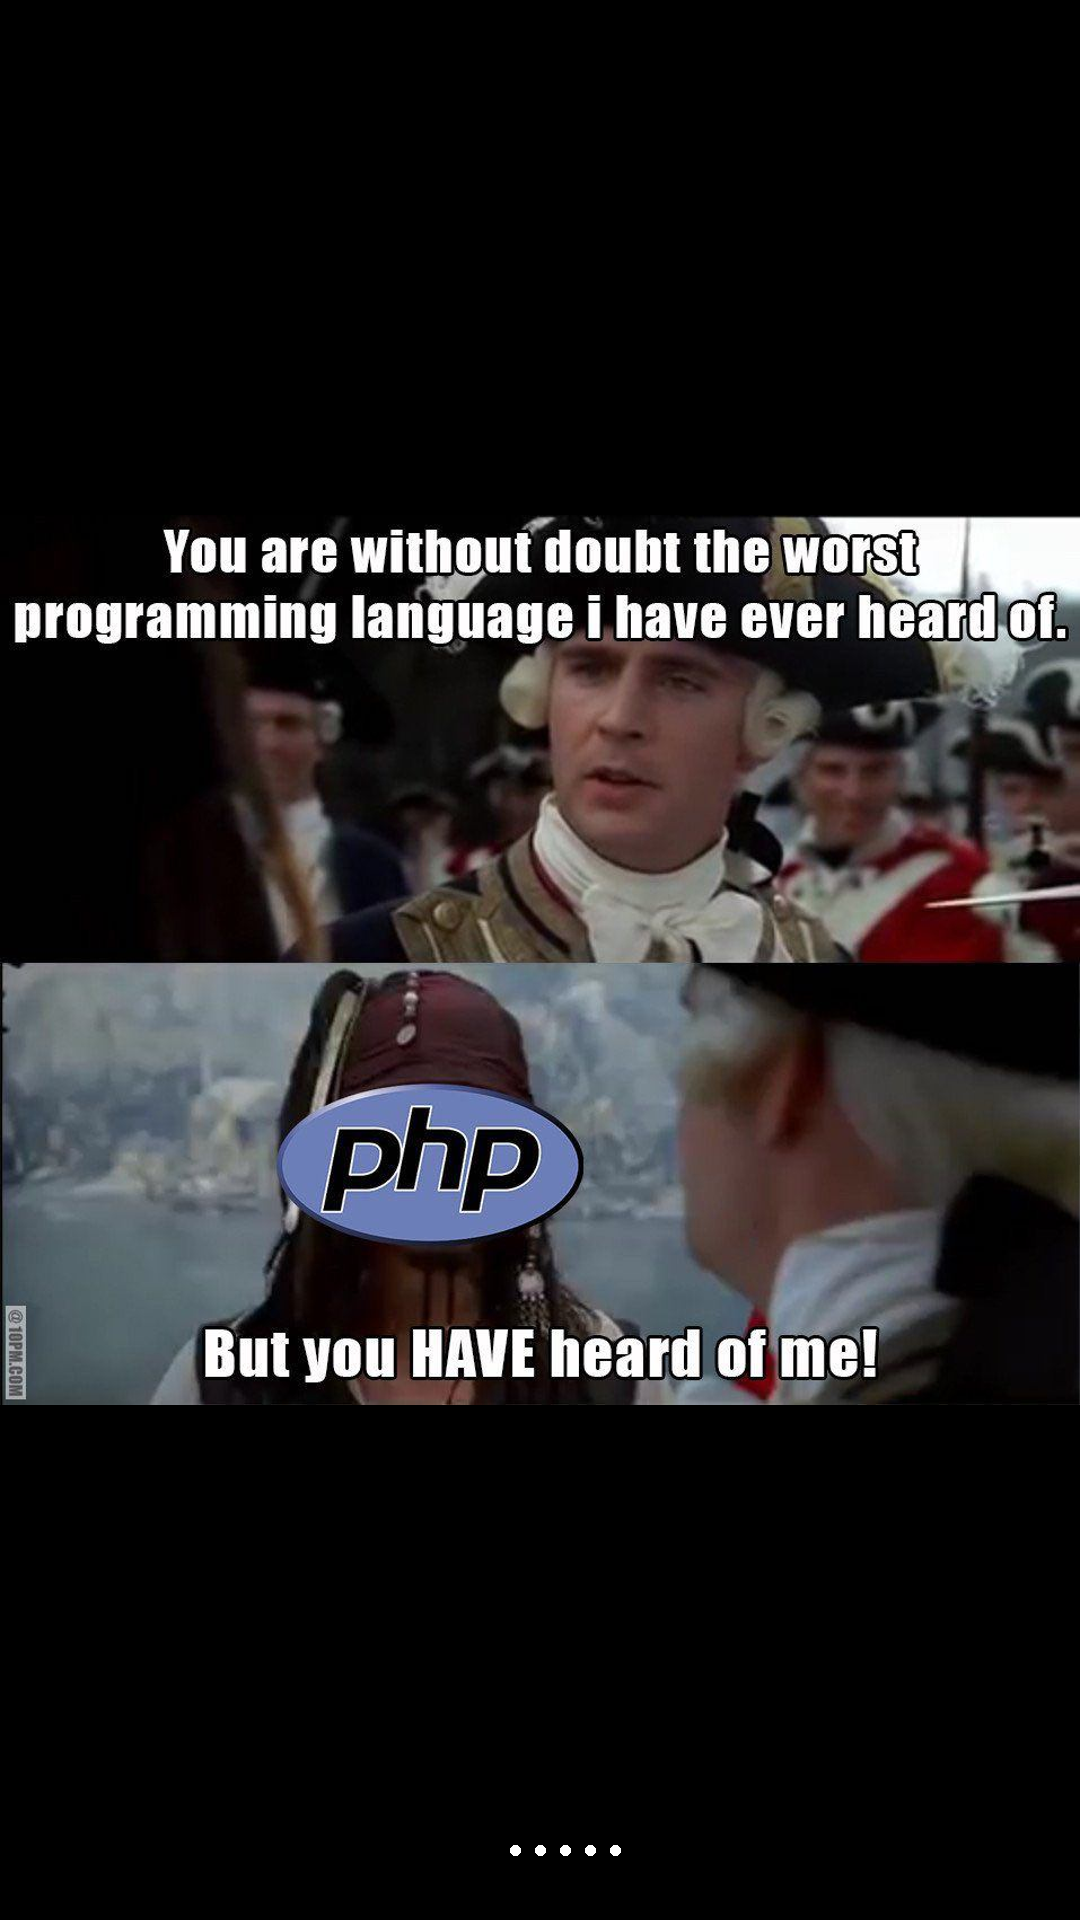 You are without doubt the worst
programming language i have ever heard of.
php
But you HAVE heard of me!
@10PM.COM